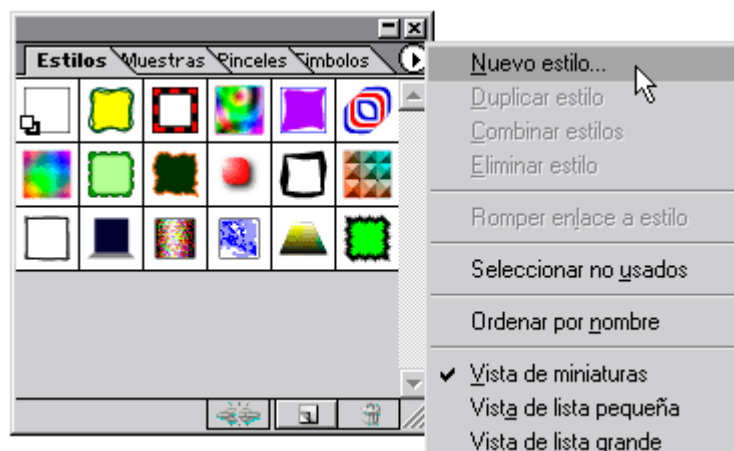 Estilos Muestras Pinceles Símbolos
Nuevo estilo...
Duplicar estilo
Combinar estilos
Eliminar estilo
Romper enlace a estilo
Seleccionar no usados
Ordenar por nombre
Vista de miniaturas
Vista de lista pequeña
Vista de lista grande